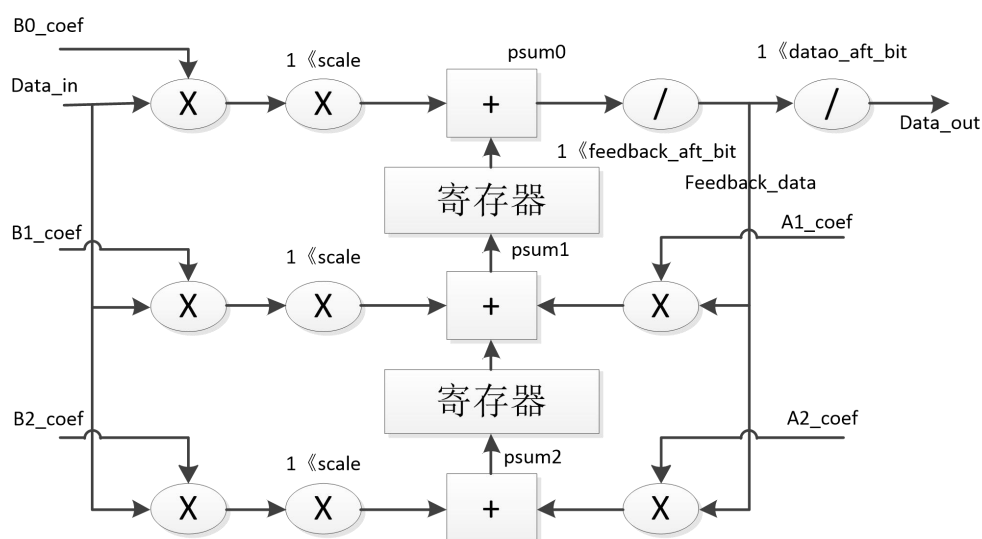 B0_coef
psum0
1《scale
1《datao_aft_bit
Data_in
X
X
+
/
/
Data_out
1《feedback_aft_bit
寄存器
Feedback_data
B1_coef
A1_coef
psum1
1《scale
X
X
+
X
寄存器
B2_coef
A2_coef
psum2
1《scale
X
X
+
X